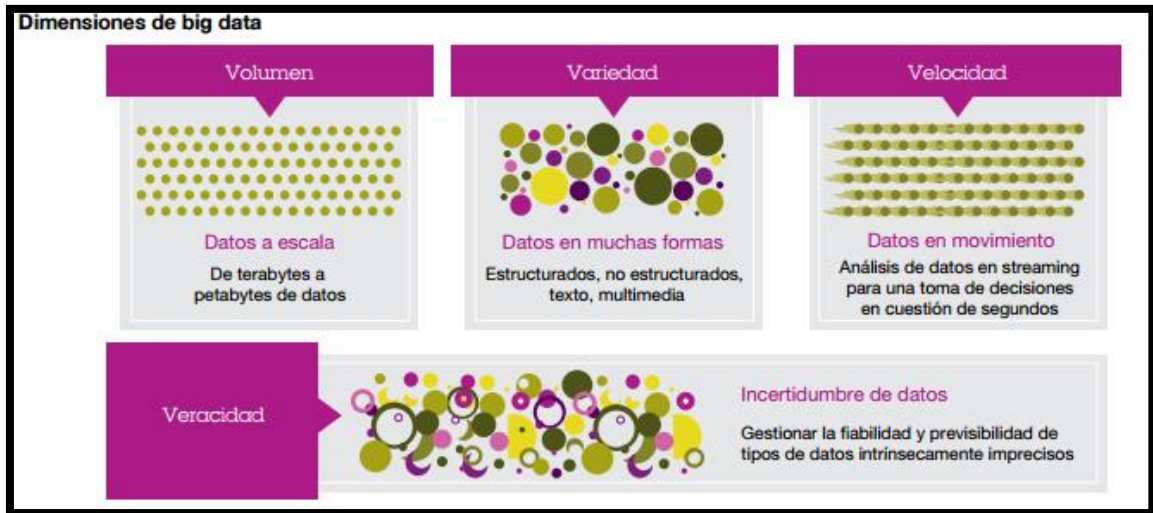 Dimensiones de big data
Volumen
Datos a escala
De terabytes a
petabytes de datos
Variedad
Datos en muchas formas
Estructurados, no estructurados,
texto, multimedia
Velocidad
Datos en movimiento
Análisis de datos en streaming
para una toma de decisiones
en cuestión de segundos
Veracidad
Incertidumbre de datos
Gestionar la fiabilidad y previsibilidad de
tipos de datos intrínsecamente imprecisos